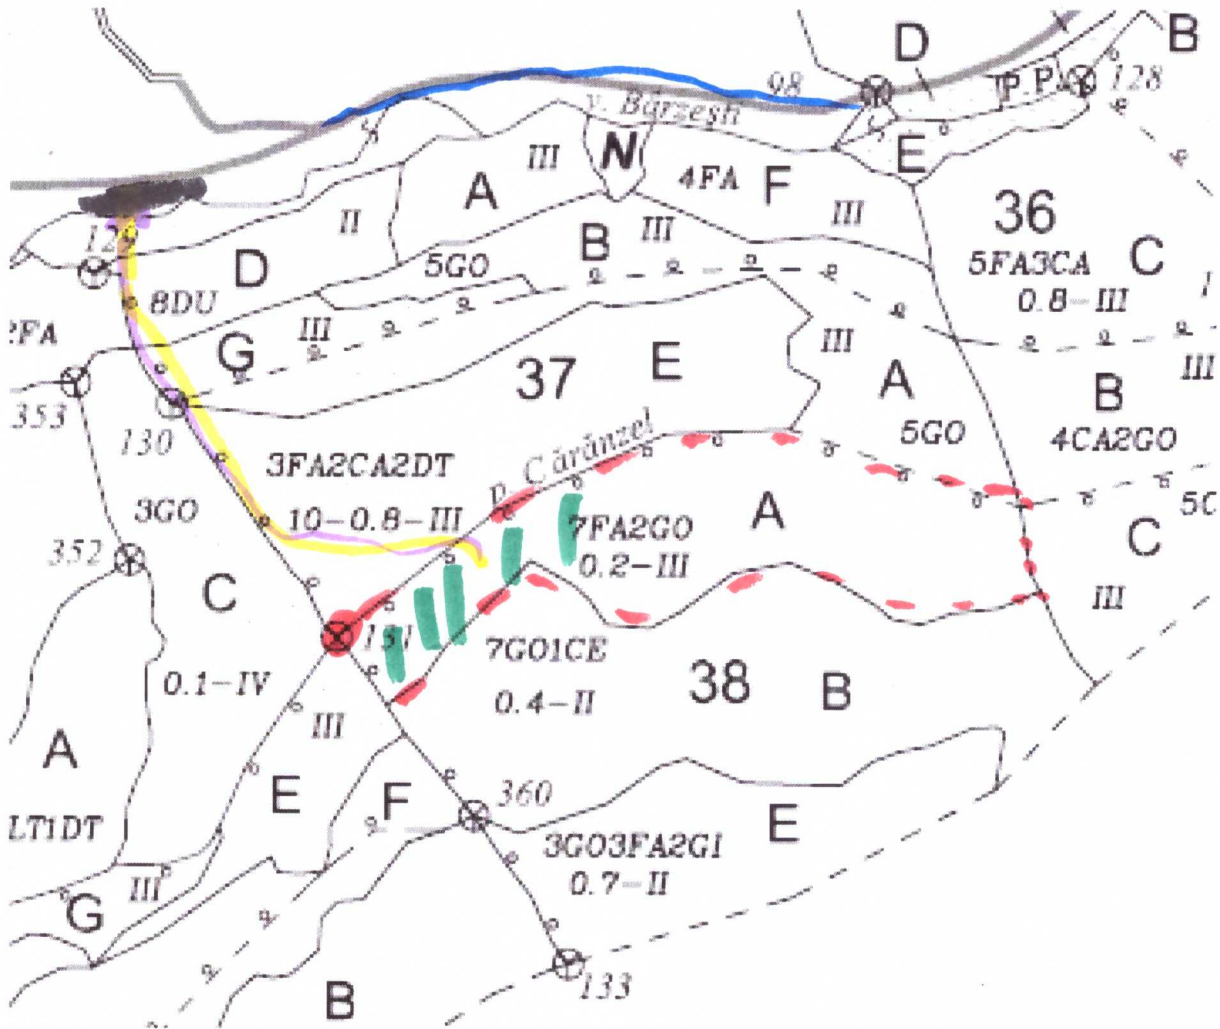 D
B
98
P.P.
128
v. Bârzești
III
N
E
4FA
F
A
36
II
III
III
B
C
5FA3CA
D
5GO
0.8-III
8DU
2FA
III
G
III
III
37
E
A
B
353
130
5GO
4CA2GO
p. Cărănzel
3FA2CA2DT
3GO
10-0.8-III
A
7FA2GO
C
352
0.2-III
C
III
131
7GO1CE
0.1-IV
38
B
0.4-II
III
A
E
F
360
LT1DT
E
3GO3FA2GI
III
0.7-II
G
133
B